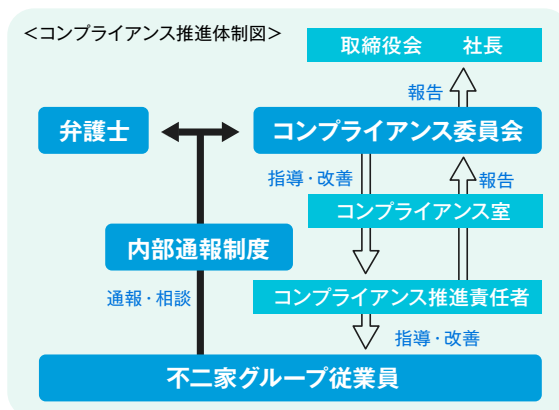 <コンプライアンス推進体制図>
取締役会 社長
報告
弁護士
コンプライアンス委員会
指導・改善
報告
コンプライアンス室
内部通報制度
通報・相談
コンプライアンス推進責任者
指導・改善
不二家グループ従業員